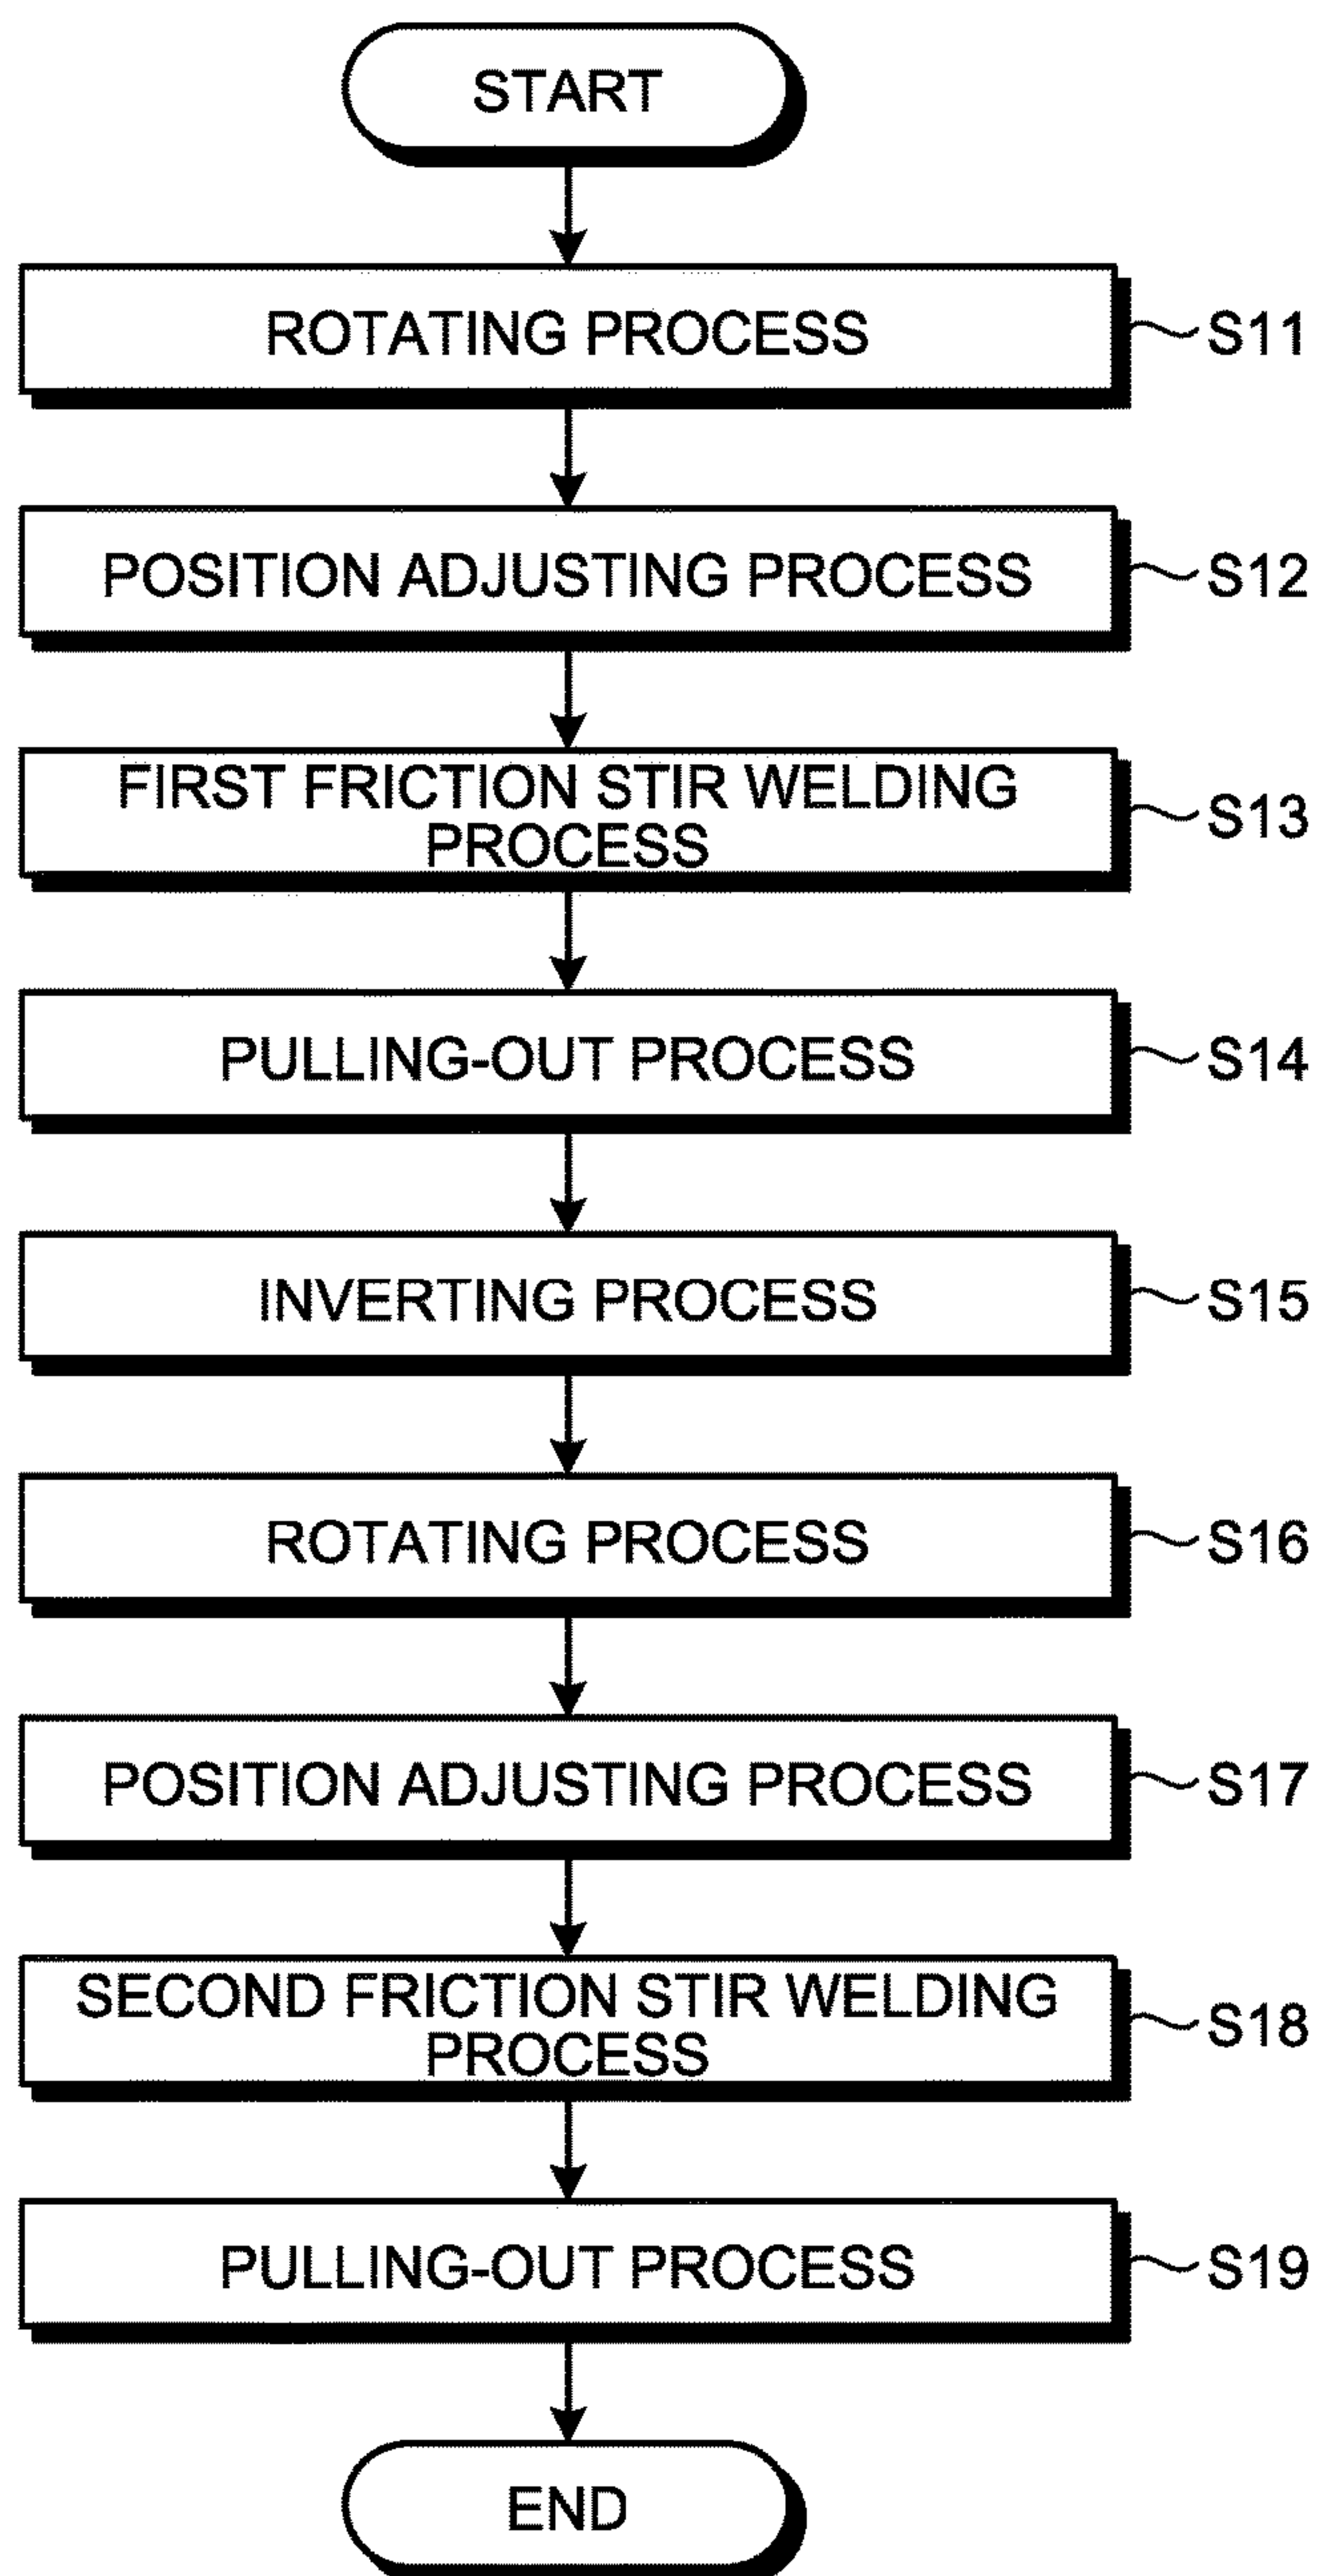 START
ROTATING PROCESS
S11
POSITION ADJUSTING PROCESS
S12
FIRST FRICTION STIR WELDING
PROCESS
S13
PULLING-OUT PROCESS
S14
INVERTING PROCESS
S15
ROTATING PROCESS
S16
POSITION ADJUSTING PROCESS
S17
SECOND FRICTION STIR WELDING
PROCESS
S18
PULLING-OUT PROCESS
S19
END